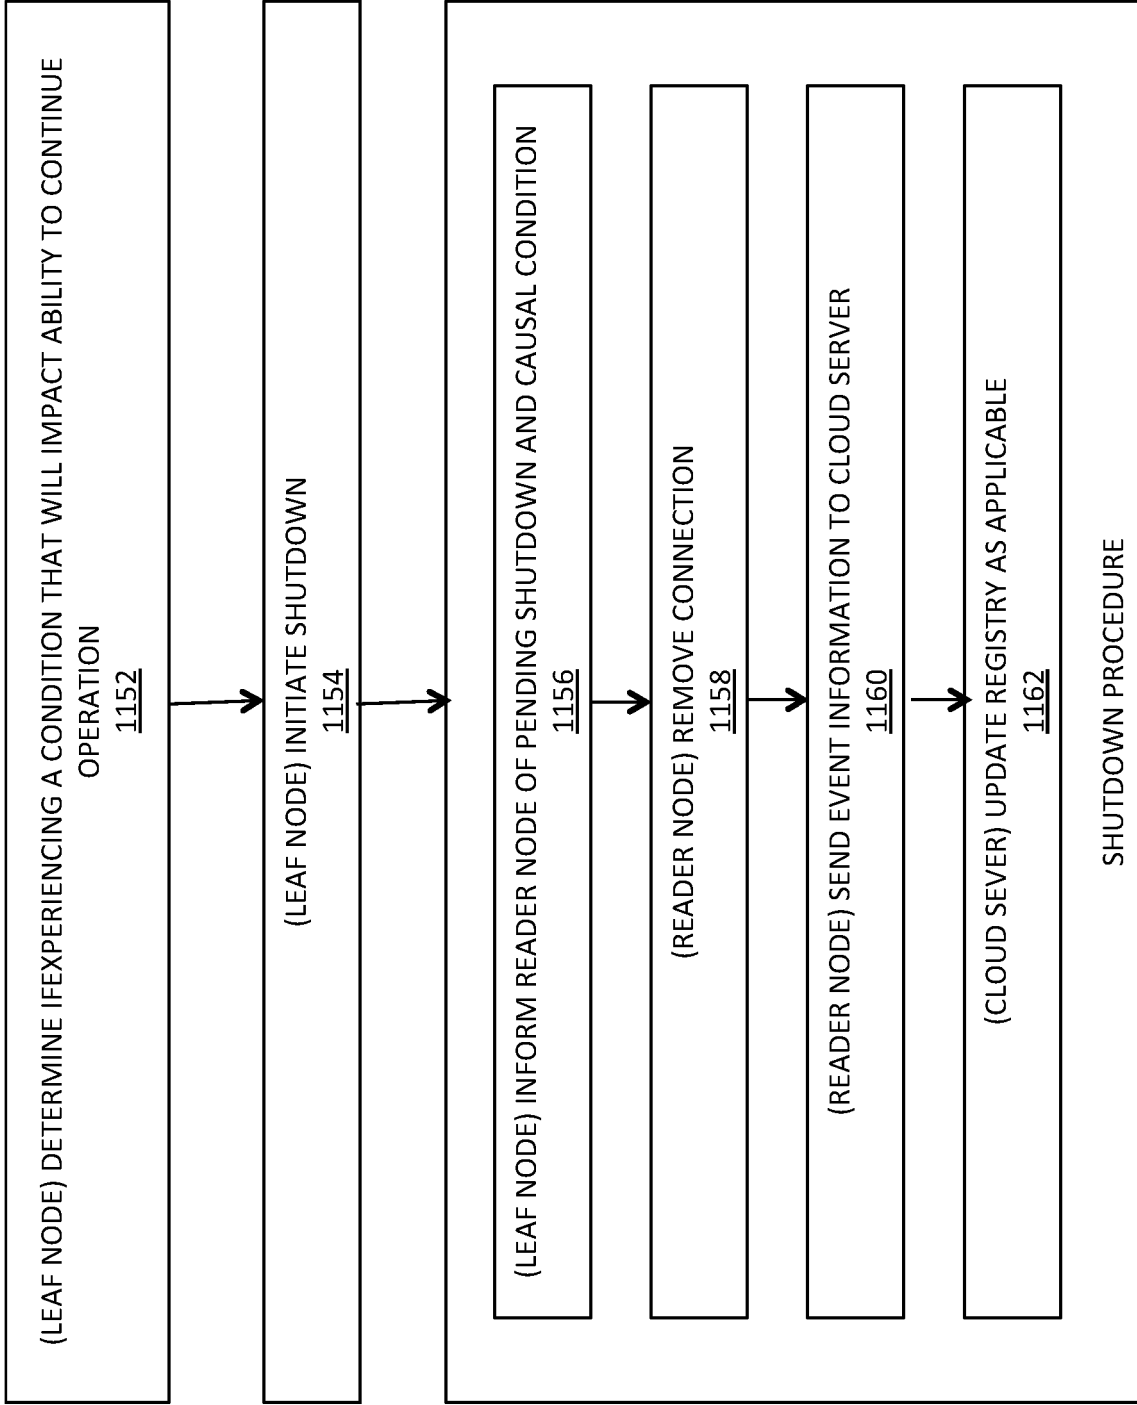 (LEAF NODE) DETERMINE IFEXPERIENCING A CONDITION THAT WILL IMPACT ABILITY TO CONTINUE
OPERATION
1152
(LEAF NODE) INITIATE SHUTDOWN
1154
(LEAF NODE) INFORM READER NODE OF PENDING SHUTDOWN AND CAUSAL CONDITION
1156
(READER NODE) REMOVE CONNECTION
1158
(READER NODE) SEND EVENT INFORMATION TO CLOUD SERVER
1160
(CLOUD SEVER) UPDATE REGISTRY AS APPLICABLE
1162
SHUTDOWN PROCEDURE